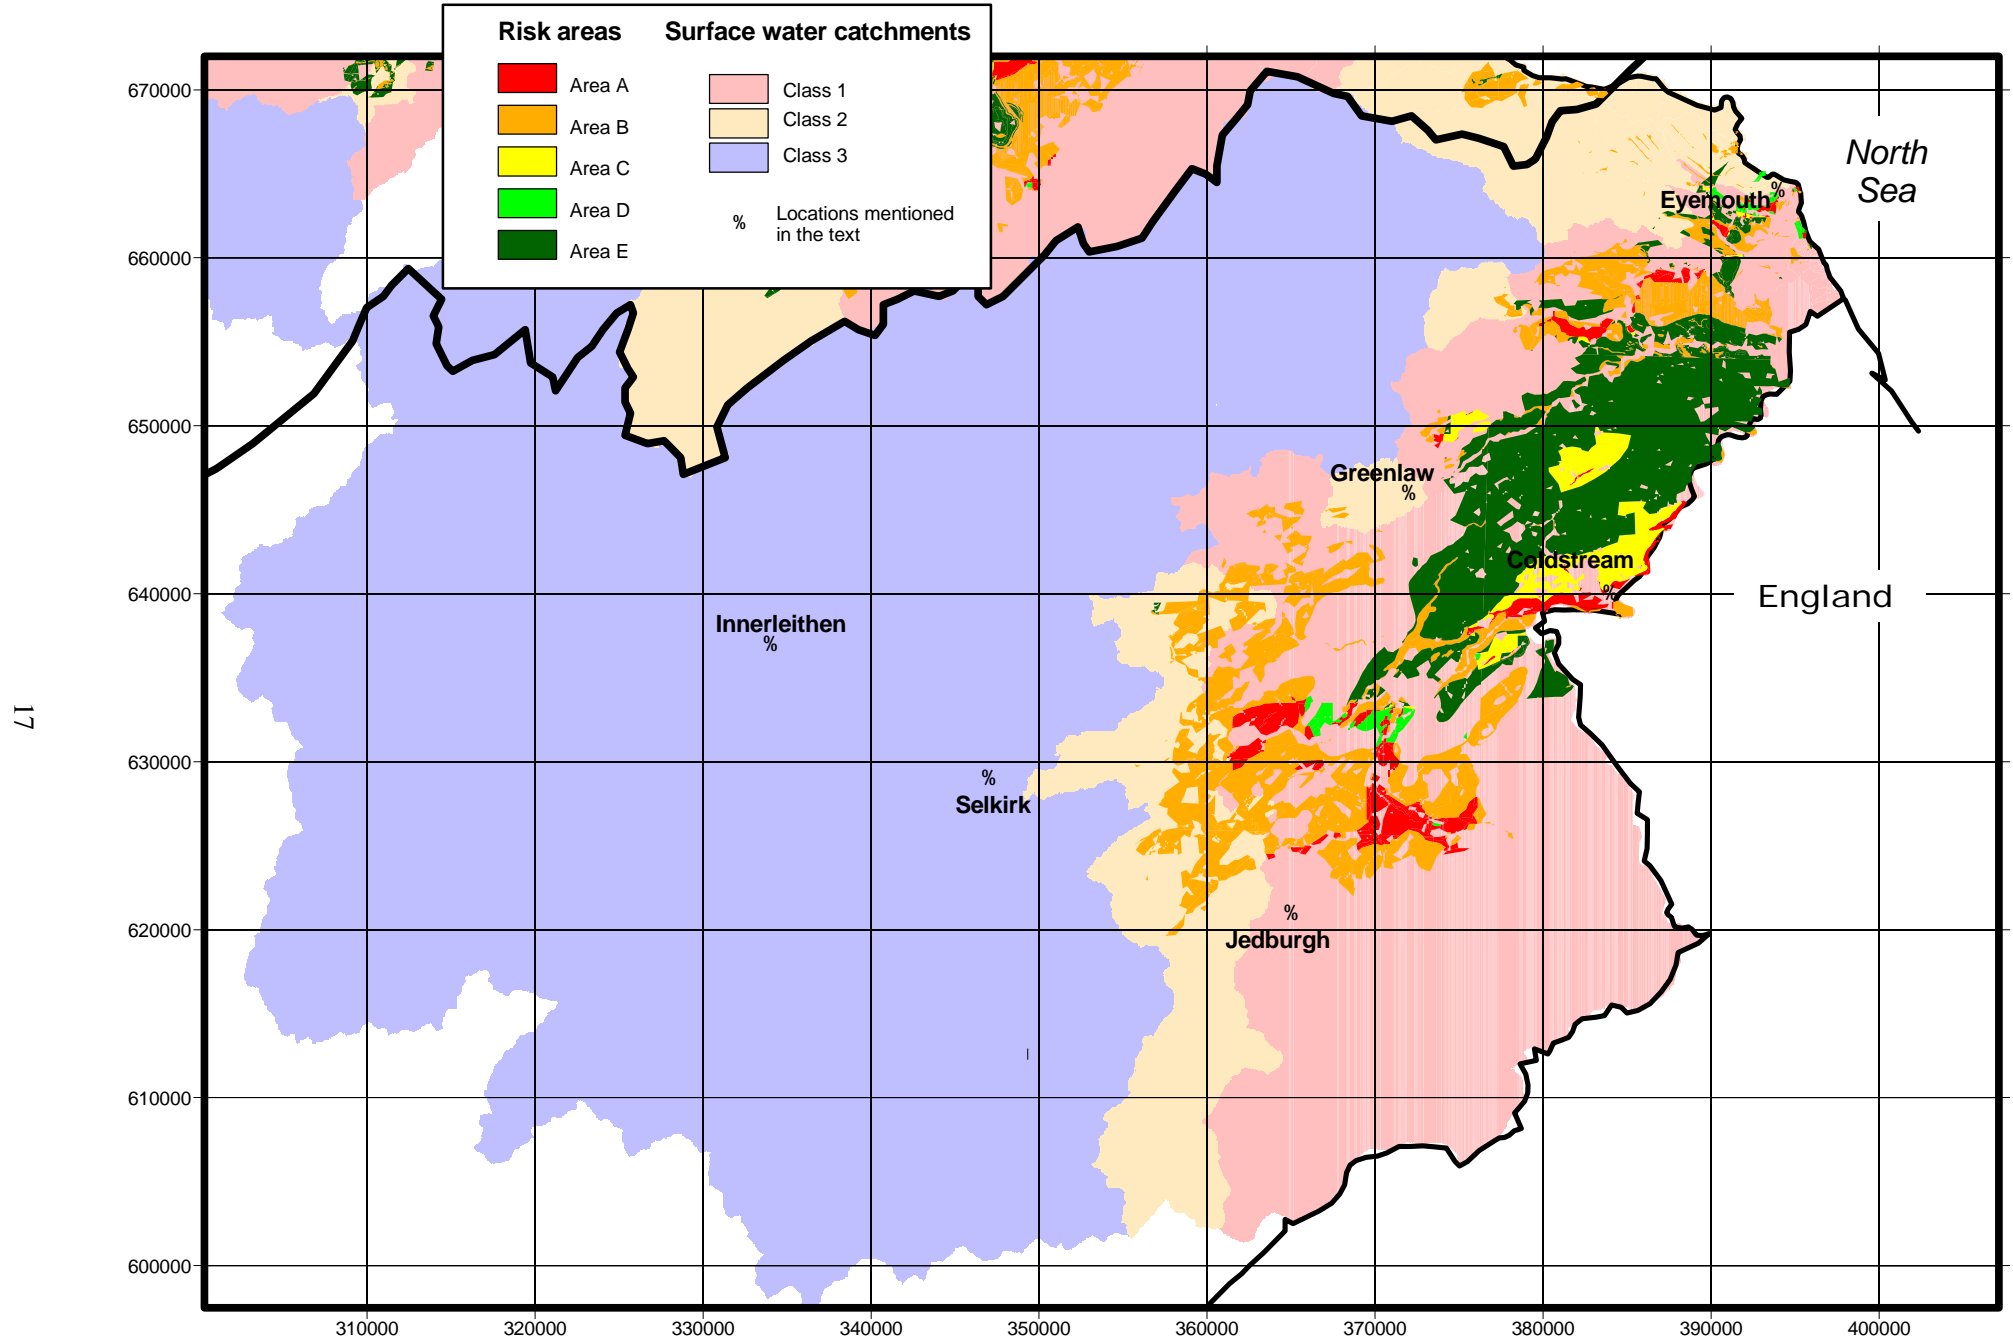 Risk areas
Surface water catchments
Area A
Area B
Area C
Area D
Area E
Class 1
Class 2
Class 3
% Locations mentioned
in the text
670000
660000
650000
640000
630000
620000
610000
600000
North
Sea
Eyemouth %
Greenlaw
%
Coldstream
%
England
Innerleithen
%
%
Selkirk
%
Jedburgh
17
310000 320000 330000 340000 350000 360000 370000 380000 390000 400000